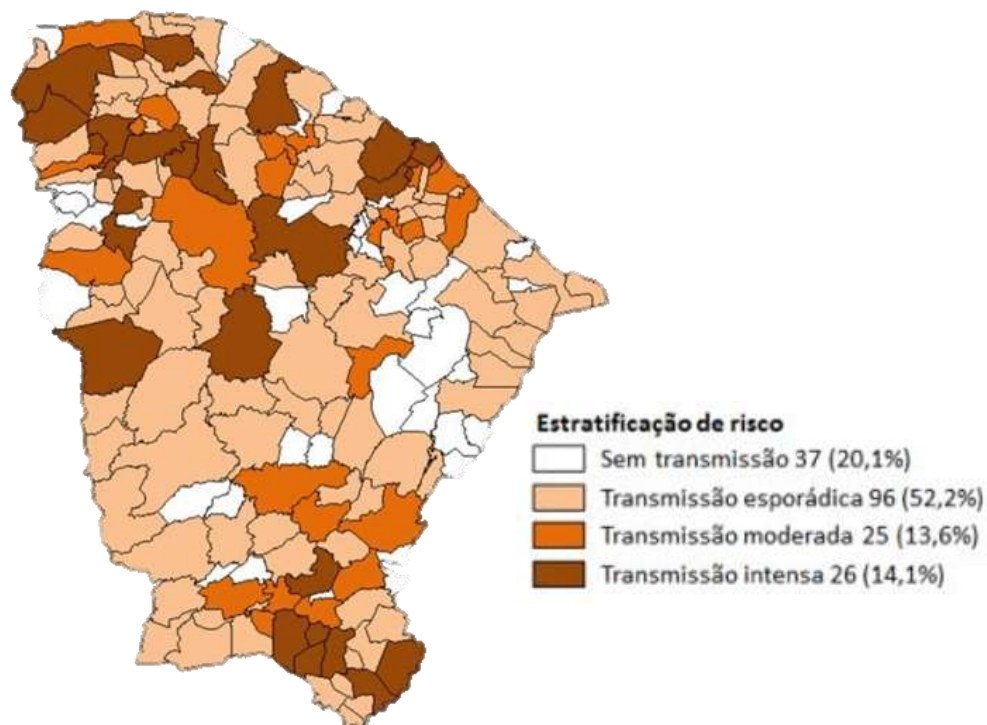 Estratificação de risco
Sem transmissão 37 (20,1%)
Transmissão esporádica 96 (52,2%)
Transmissão moderada 25 (13,6%)
Transmissão intensa 26 (14,1%)